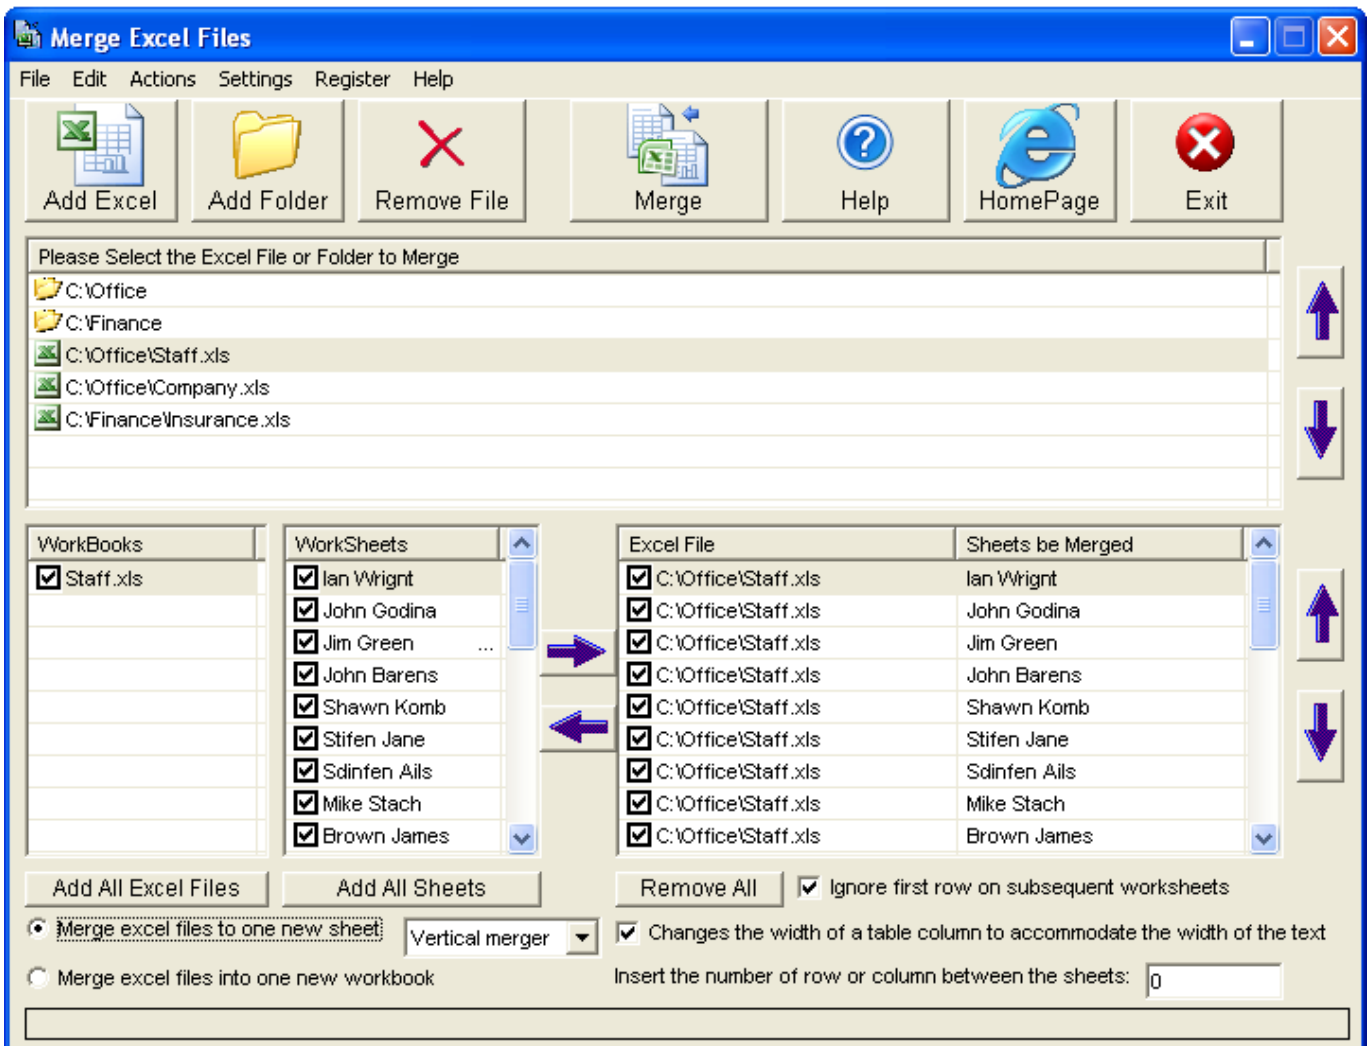 Merge Excel Files
File Edit Actions Settings Register Help
Add Excel Add Folder Remove File Merge Help HomePage Exit
Please Select the Excel File or Folder to Merge
C:\Office
C:\Finance
C:\Office\Staff.xls
C:\Office\Company.xls
C:\Finance\Insurance.xls
WorkBooks WorkSheets Excel File Sheets be Merged
Staff.xls Ian Wrignt C:\Office\Staff.xls Ian Wrignt
John Godina C:\Office\Staff.xls John Godina
Jim Green ... C:\Office\Staff.xls Jim Green
John Barens C:\Office\Staff.xls John Barens
Shawn Komb C:\Office\Staff.xls Shawn Komb
Stifen Jane C:\Office\Staff.xls Stifen Jane
Sdinfen Ails C:\Office\Staff.xls Sdinfen Ails
Mike Stach C:\Office\Staff.xls Mike Stach
Brown James C:\Office\Staff.xls Brown James
Add All Excel Files Add All Sheets Remove All Ignore first row on subsequent worksheets
Merge excel files to one new sheet Vertical merger Changes the width of a table column to accommodate the width of the text
Merge excel files into one new workbook Insert the number of row or column between the sheets: 0